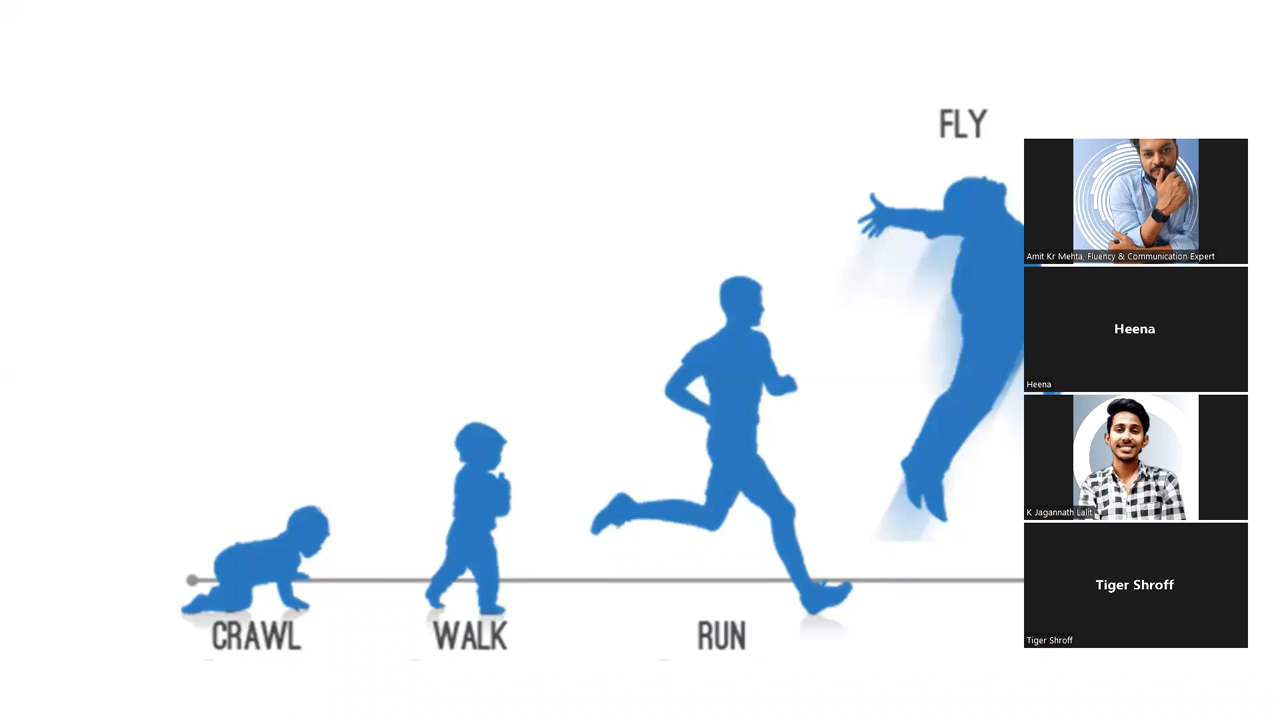 FLY
CRAWL
WALK
RUN
Amit Kr Mehta, Fluency & Communication Expert
Heena
Heena
K Jagannath Lalit
Tiger Shroff
Tiger Shroff